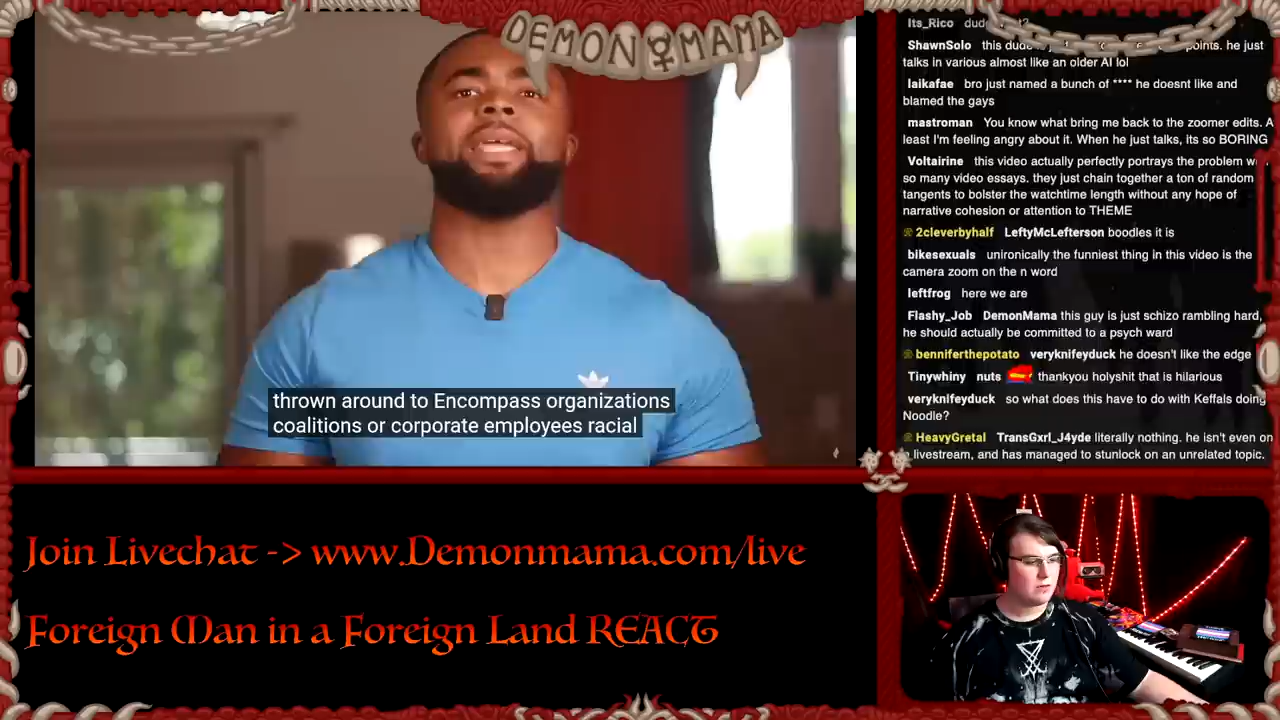 DEMON MAMA
thrown around to Encompass organizations
coalitions or corporate employees racial
Its_Rico
ShawnSolo this dude points. he just
talks in various almost like an older AI lol
laikafae bro just named a bunch of **** he doesnt like and
blamed the gays
mastroman You know what bring me back to the zoomer edits. A
least I'm feeling angry about it. When he just talks, its so BORING
Voltairine this video actually perfectly portrays the problem
so many video essays. they just chain together a ton of random
tangents to bolster the watchtime length without any hope of
narrative cohesion or attention to THEME
2cleverbyhalf LeftyMcLefterson boodles it is
bikesexuals unironically the funniest thing in this video is the
camera zoom on the n word
leftfrog here we are
Flashy_Job DemonMama this guy is just schizo rambling hard,
he should actually be committed to a psych ward
benniferthepotato veryknifeyduck he doesn't like the edge
Tinywhiny nuts thankyou holyshit that is hilarious
veryknifeyduck so what does this have to do with Keffals doing
Noodle?
HeavyGretal TransGxrl_J4yde literally nothing. he isn't even on
livestream, and has managed to stunlock on an unrelated topic.
Join Livechat -> www.Demonmama.com/live
Foreign Man in a Foreign Land REACT